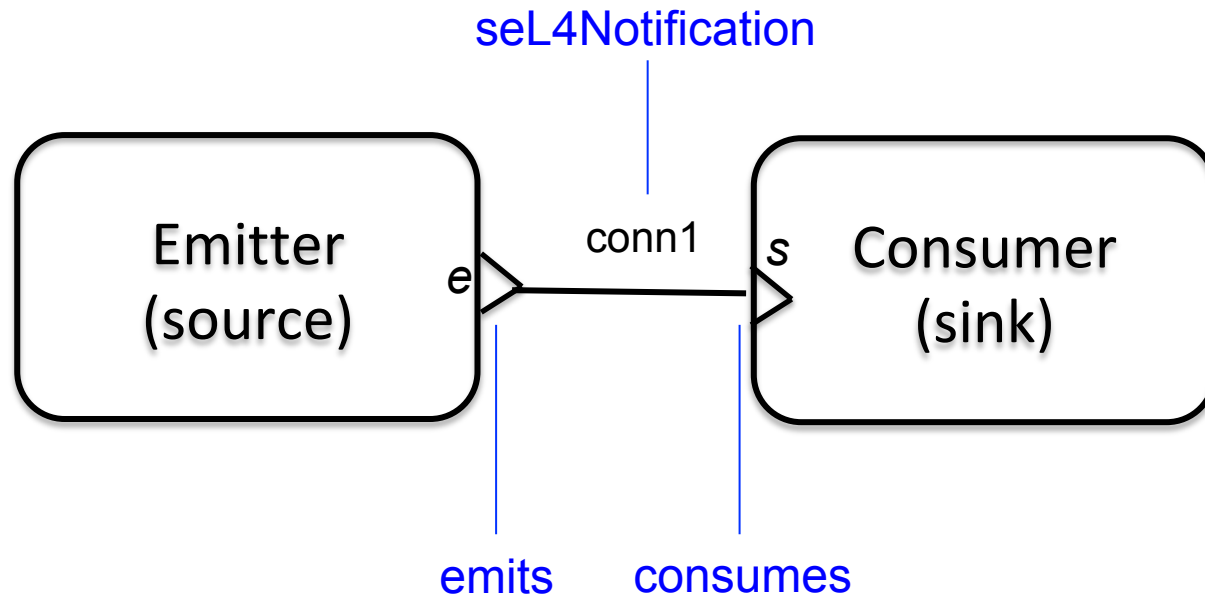 seL4Notification
conn1
Emitter
(source)
e
s
Consumer
(sink)
emits
consumes